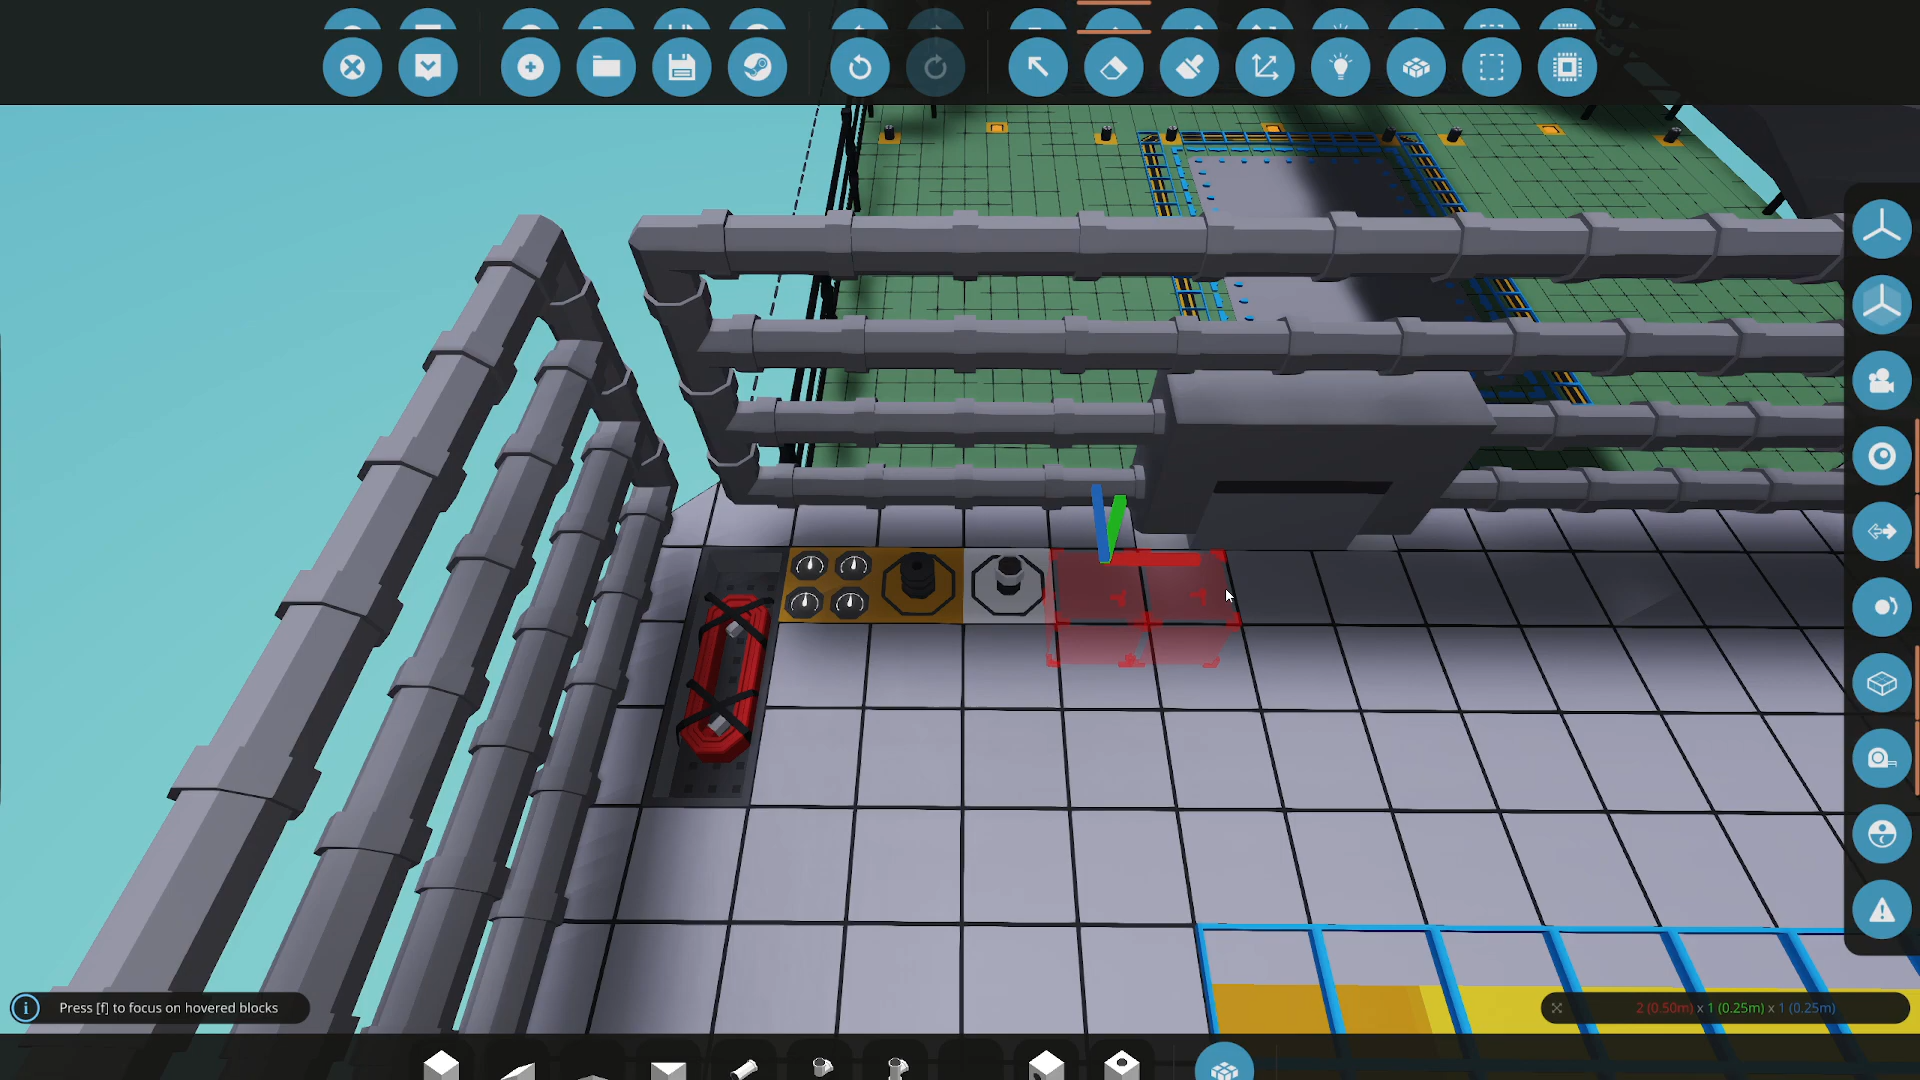 Press [f] to focus on hovered blocks
2 (0.50m) x 1 (0.25m) x 1 (0.25m)